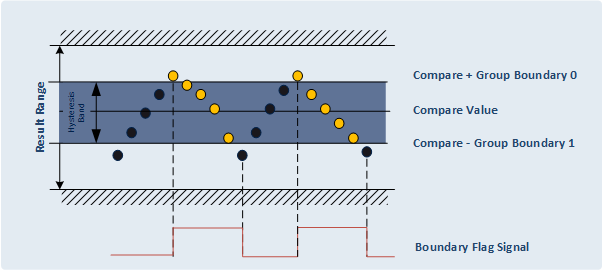 Compare + Group Boundary 0
Result Range
Hysteresis
Band
Compare Value
Compare - Group Boundary 1
Boundary Flag Signal